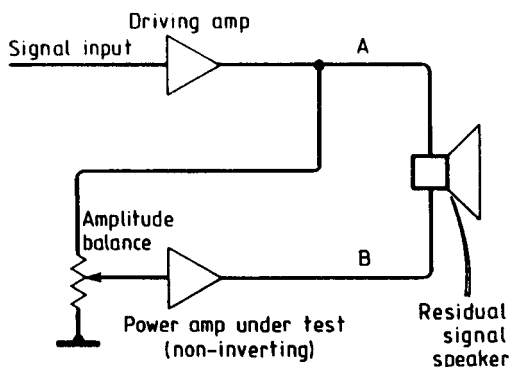 Driving amp
Signal input
A
Amplitude
balance
B
Power amp under test
(non-inverting)
Residual
signal
speaker